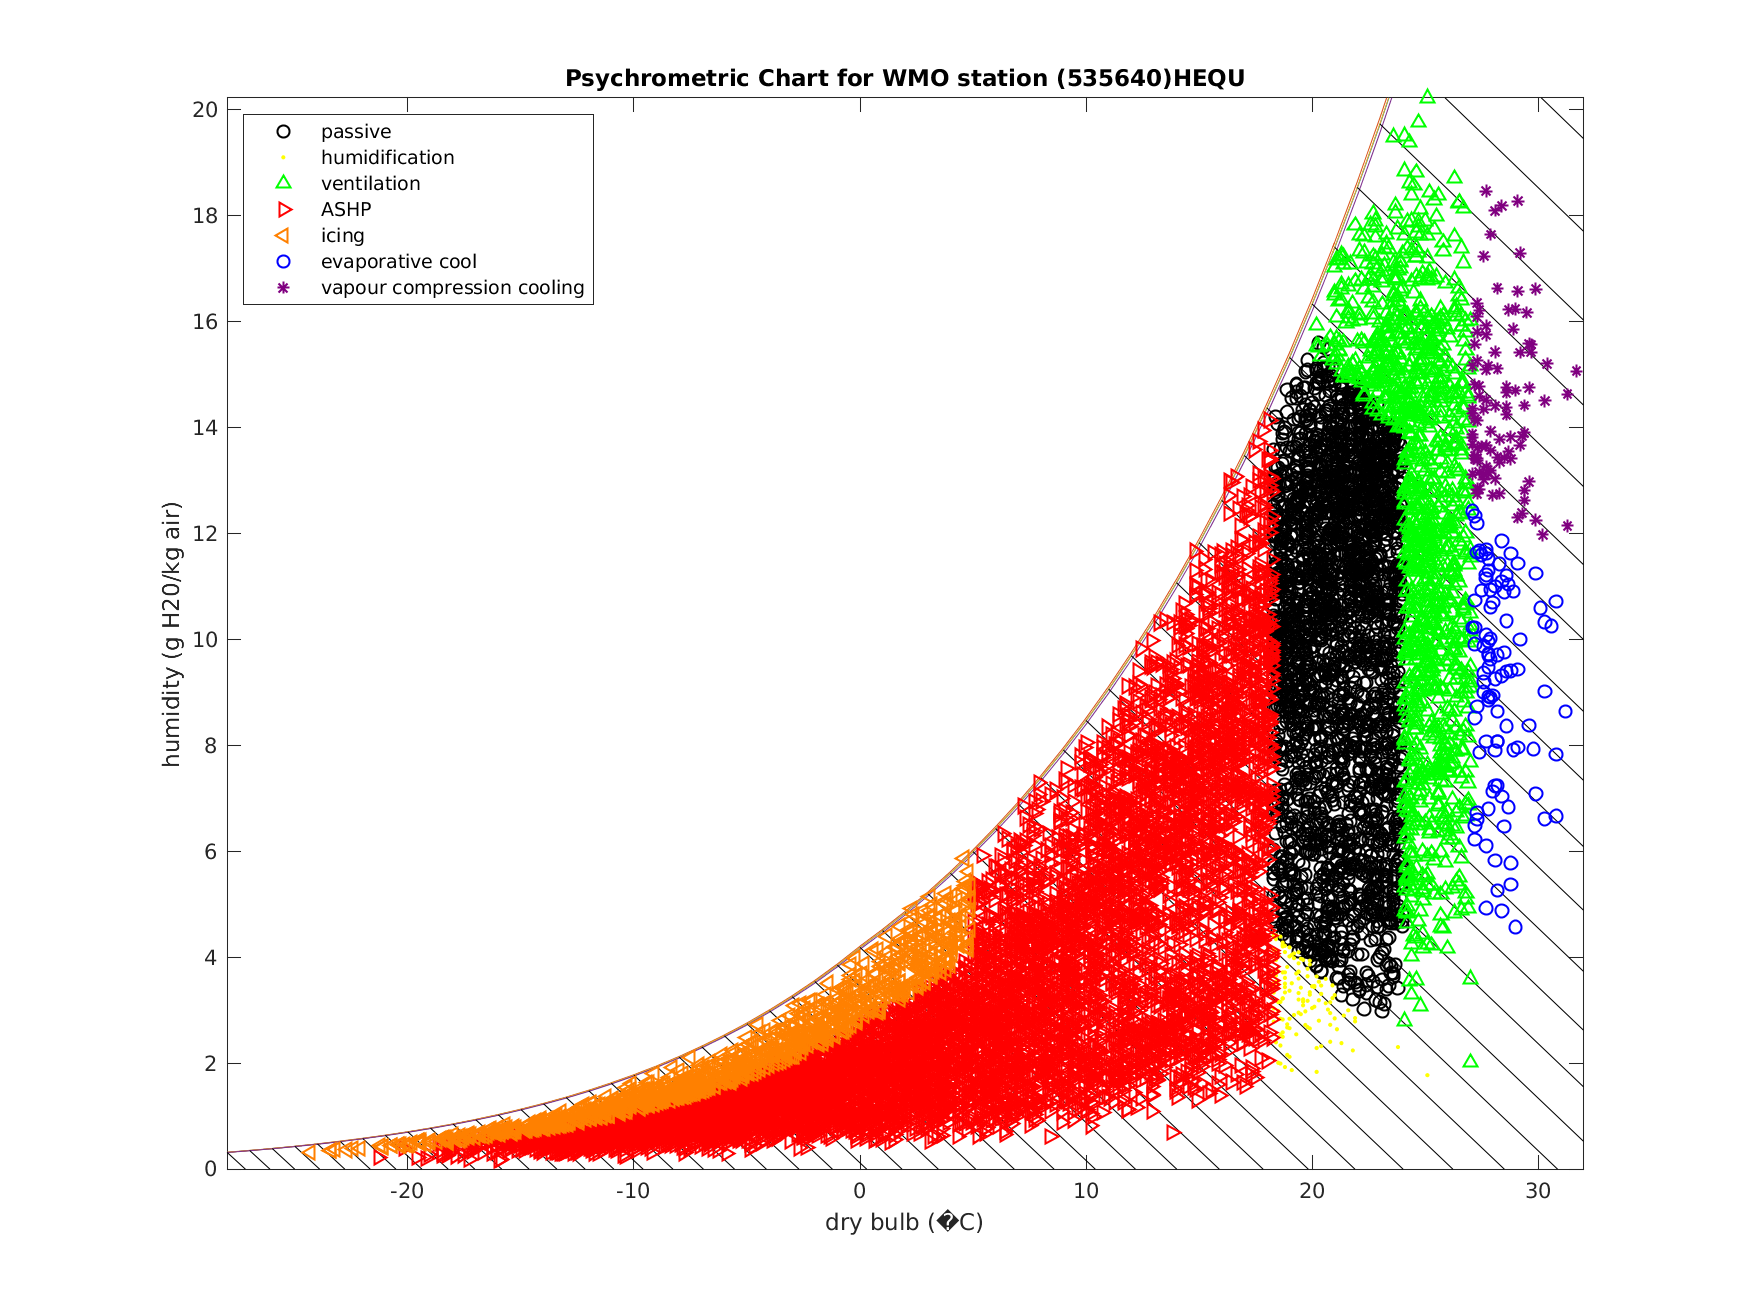 Psychrometric Chart for WMO station (535640)HEQU
passive
humidification
ventilation
ASHP
icing
evaporative cool
vapour compression cooling
humidity (g H20/kg air)
20
18
16
14
12
10
8
6
4
2
0
-20 -10 0 10 20 30
dry bulb (�C)